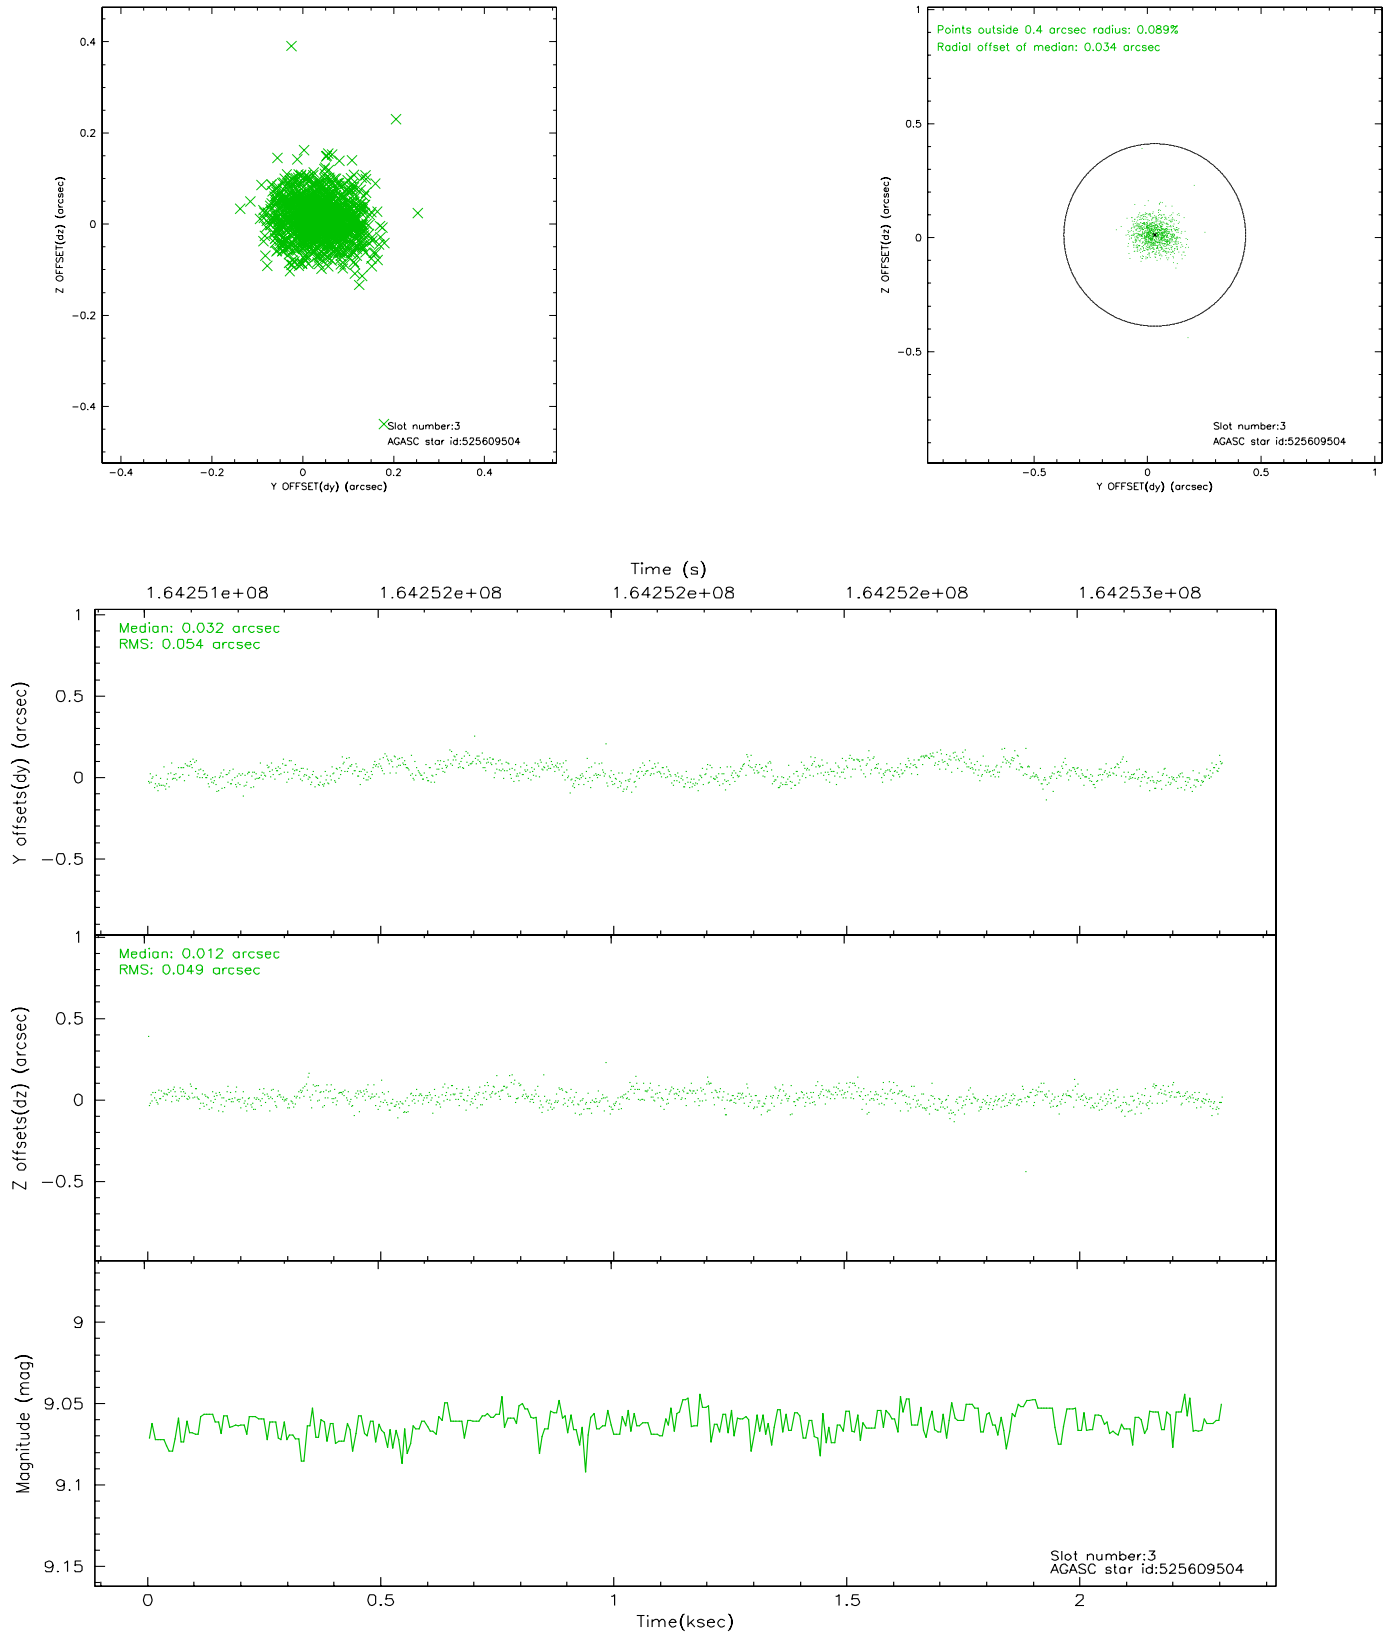 0.4
0.2
0
−0.2
−0.4
Z OFFSET(dz) (arcsec)
Slot number:3
AGASC star id:525609504
−0.4
−0.2
0
0.2
0.4
Y OFFSET(dy) (arcsec)
Points outside 0.4 arcsec radius: 0.089%
Radial offset of median: 0.034 arcsec
1
0.5
0
−0.5
Z OFFSET(dz) (arcsec)
Slot number:3
AGASC star id:525609504
−0.5
0
0.5
1
Y OFFSET(dy) (arcsec)
Time (s)
1.64251e+08
1.64252e+08
1.64252e+08
1.64252e+08
1.64253e+08
Median: 0.032 arcsec
RMS: 0.054 arcsec
1
0.5
0
−0.5
Y offsets(dy) (arcsec)
Median: 0.012 arcsec
RMS: 0.049 arcsec
1
0.5
0
−0.5
Z offsets(dz) (arcsec)
9
9.05
9.1
9.15
Magnitude (mag)
Slot number:3
AGASC star id:525609504
0
0.5
1
1.5
2
Time(ksec)